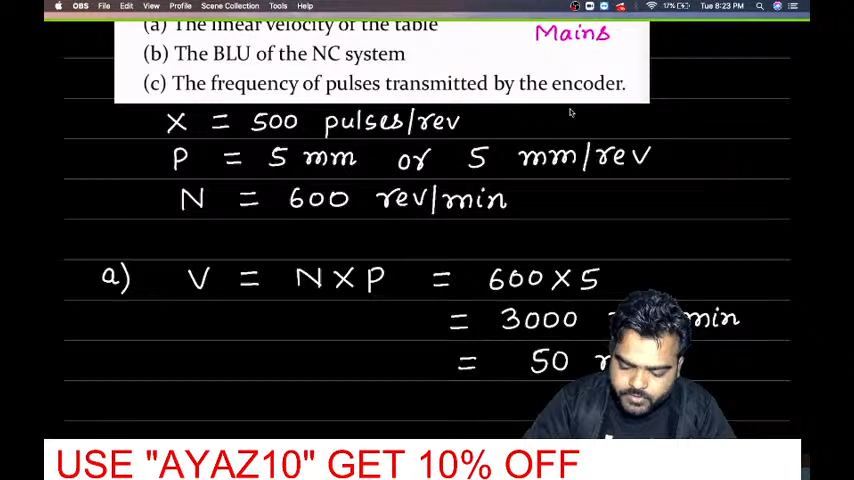 OBS File Edit View Profile Scene Collection Tools Help 17% Tue 8:23 PM
(a) The linear velocity of the table
Mains
(b) The BLU of the NC system
(c) The frequency of pulses transmitted by the encoder.
X = 500 pulses/rev
P = 5 mm or 5 mm/rev
N = 600 rev/min
a) V = N X P = 600 X 5
= 3000 min
= 50
USE "AYAZ10" GET 10% OFF